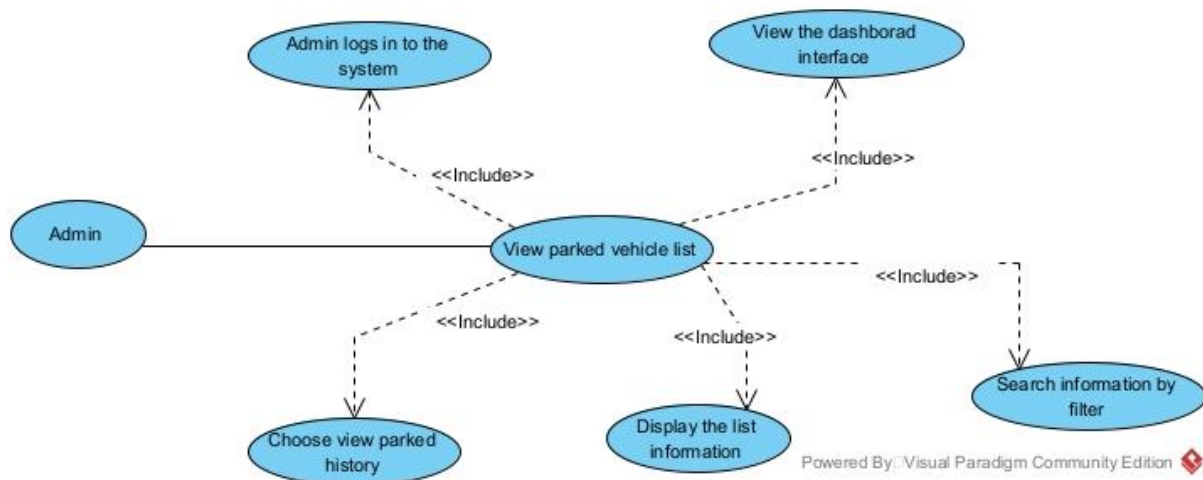 Admin logs in to the
system
View the dashborad
interface
<<Include>>
<<Include>>
Admin
View parked vehicle list
<<Include>>
<<Include>>
<<Include>>
Choose view parked
history
Display the list
information
Search information by
filter
Powered By Visual Paradigm Community Edition